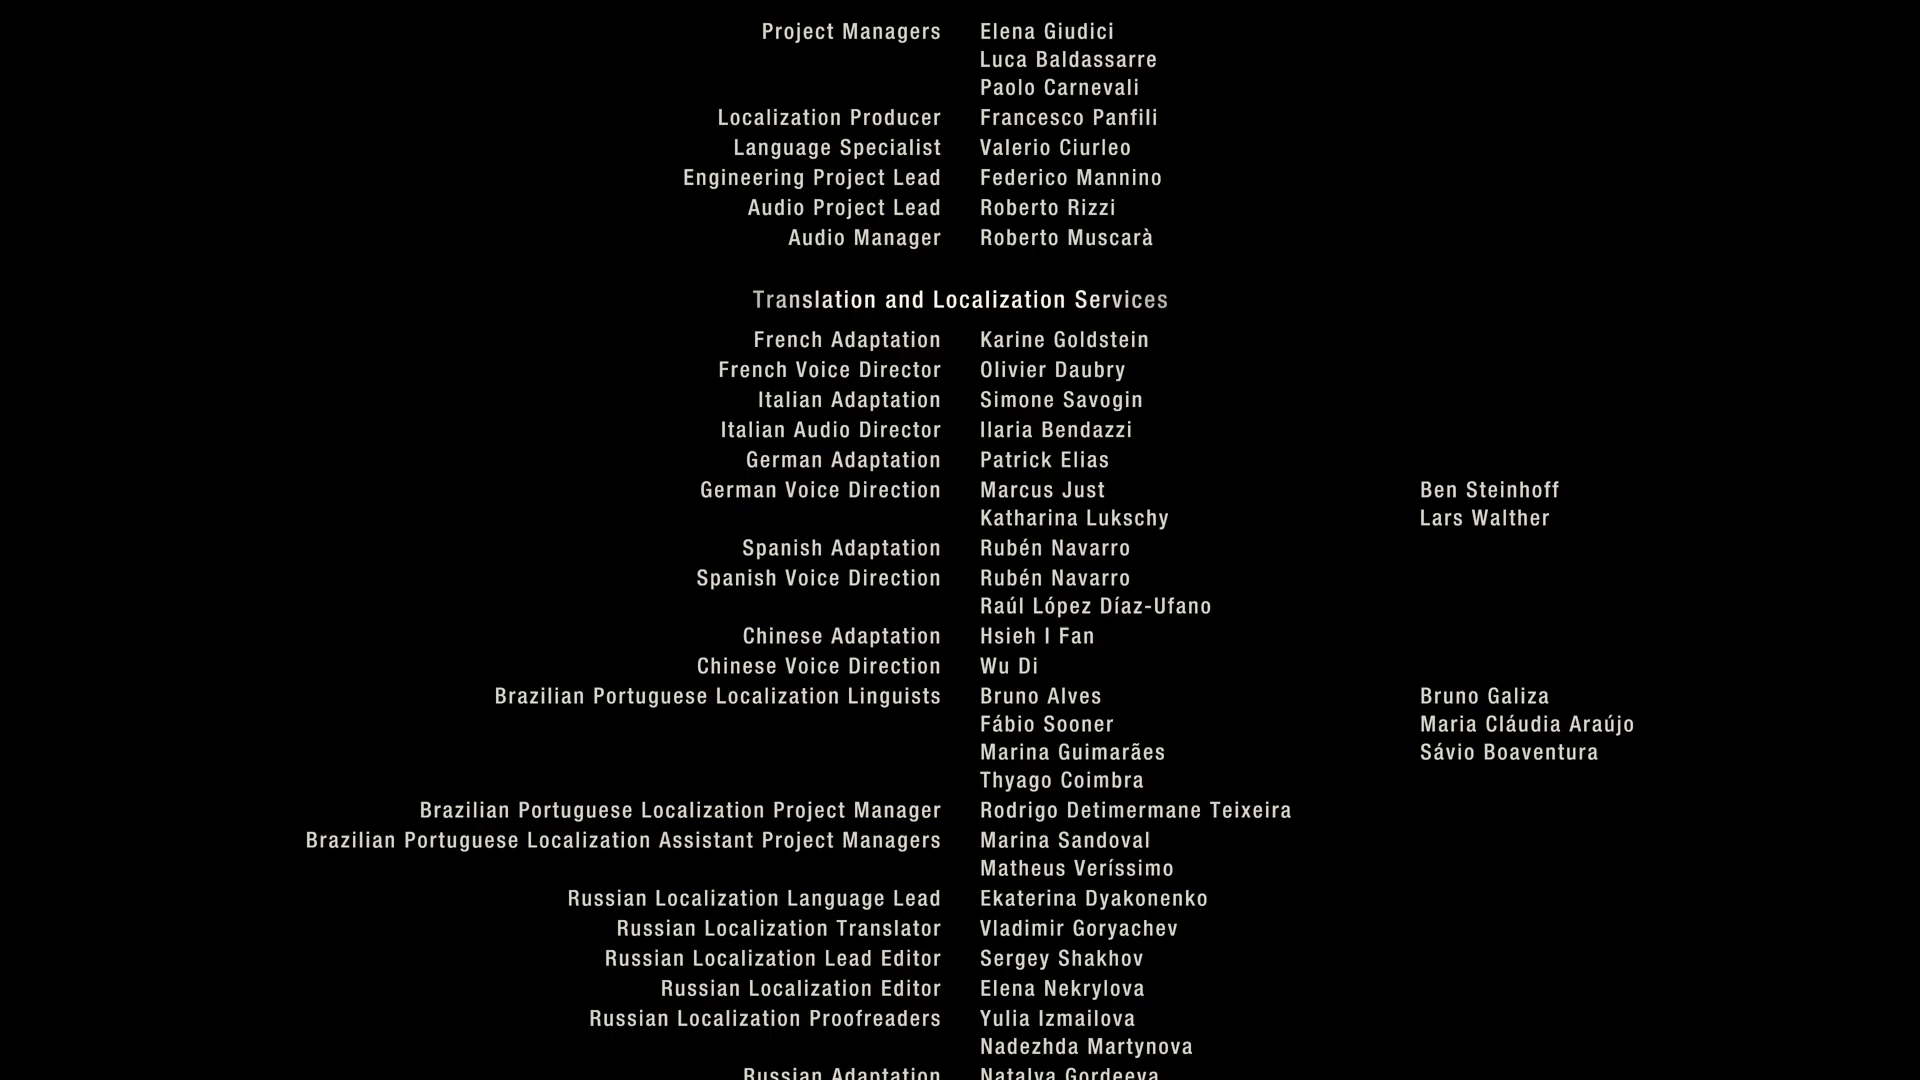 Project Managers Elena Giudici
Luca Baldassarre
Paolo Carnevali
Localization Producer Francesco Panfili
Language Specialist Valerio Ciurleo
Engineering Project Lead Federico Mannino
Audio Project Lead Roberto Rizzi
Audio Manager Roberto Muscarà
Translation and Localization Services
French Adaptation Karine Goldstein
French Voice Director Olivier Daubry
Italian Adaptation Simone Savogin
Italian Audio Director Ilaria Bendazzi
German Adaptation Patrick Elias
German Voice Direction Marcus Just Ben Steinhoff
Katharina Lukschy Lars Walther
Spanish Adaptation Rubén Navarro
Spanish Voice Direction Rubén Navarro
Raúl López Díaz-Ufano
Chinese Adaptation Hsieh I Fan
Chinese Voice Direction Wu Di
Brazilian Portuguese Localization Linguists Bruno Alves Bruno Galiza
Fábio Sooner Maria Cláudia Araújo
Marina Guimarães Sávio Boaventura
Thyago Coimbra
Brazilian Portuguese Localization Project Manager Rodrigo Detimermane Teixeira
Brazilian Portuguese Localization Assistant Project Managers Marina Sandoval
Matheus Veríssimo
Russian Localization Language Lead Ekaterina Dyakonenko
Russian Localization Translator Vladimir Goryachev
Russian Localization Lead Editor Sergey Shakhov
Russian Localization Editor Elena Nekrylova
Russian Localization Proofreaders Yulia Izmailova
Nadezhda Martynova
Russian Adaptation Natalya Gordeeva